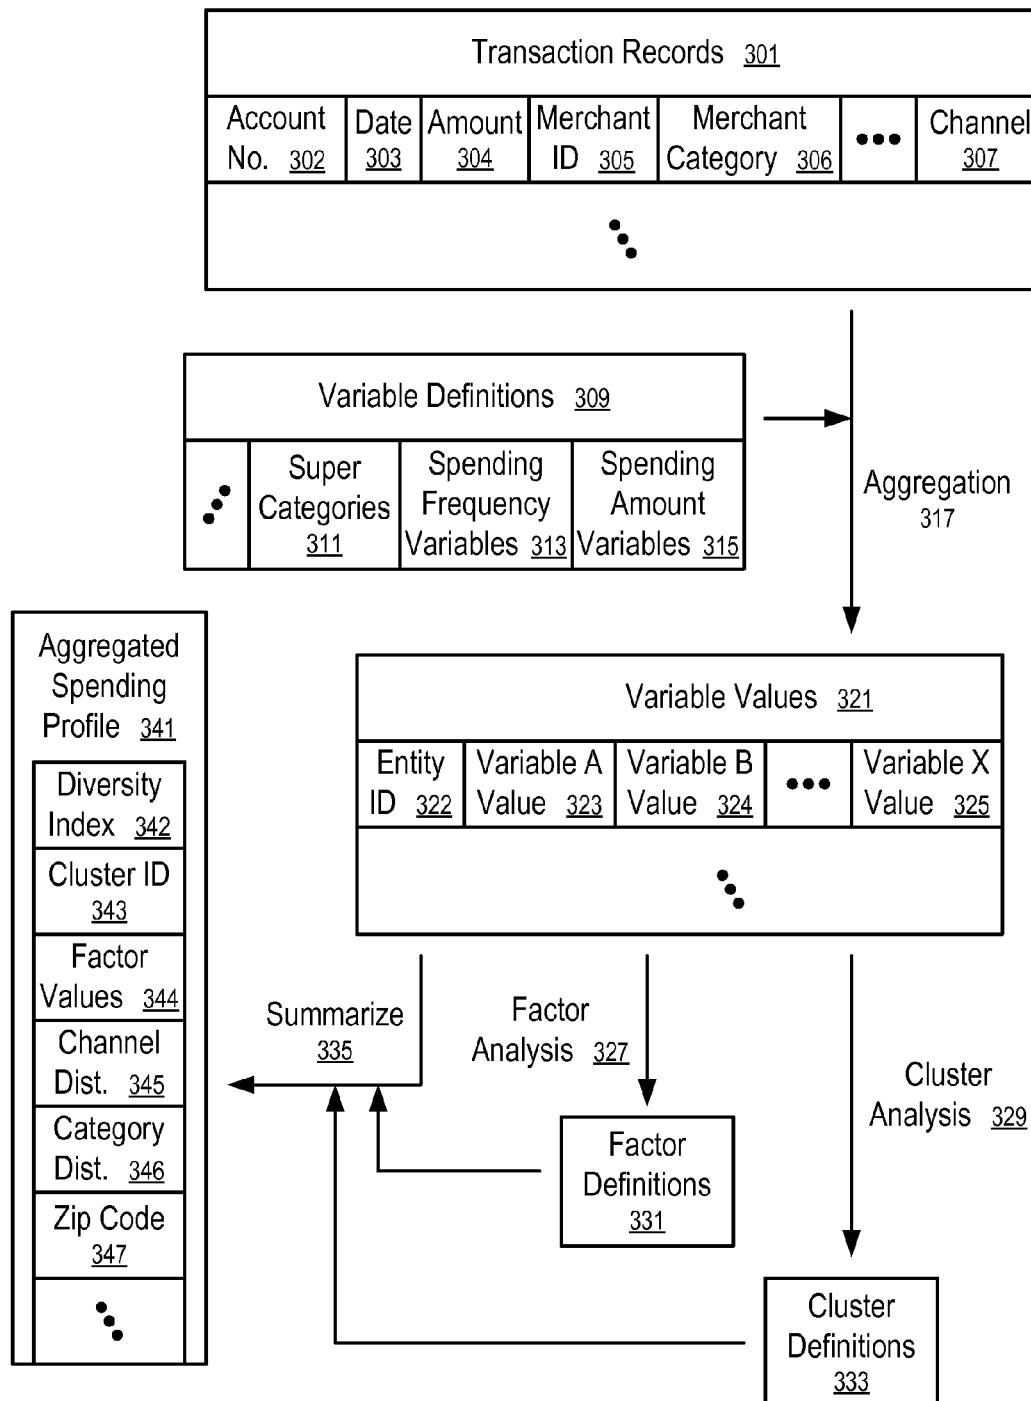 Transaction Records 301
Account No. 302
Date 303
Amount 304
Merchant ID 305
Merchant Category 306
Channel 307
Variable Definitions 309
Super Categories 311
Spending Frequency Variables 313
Spending Amount Variables 315
Aggregation 317
Aggregated Spending Profile 341
Diversity Index 342
Cluster ID 343
Factor Values 344
Channel Dist. 345
Category Dist. 346
Zip Code 347
Variable Values 321
Entity ID 322
Variable A Value 323
Variable B Value 324
Variable X Value 325
Summarize 335
Factor Analysis 327
Cluster Analysis 329
Factor Definitions 331
Cluster Definitions 333